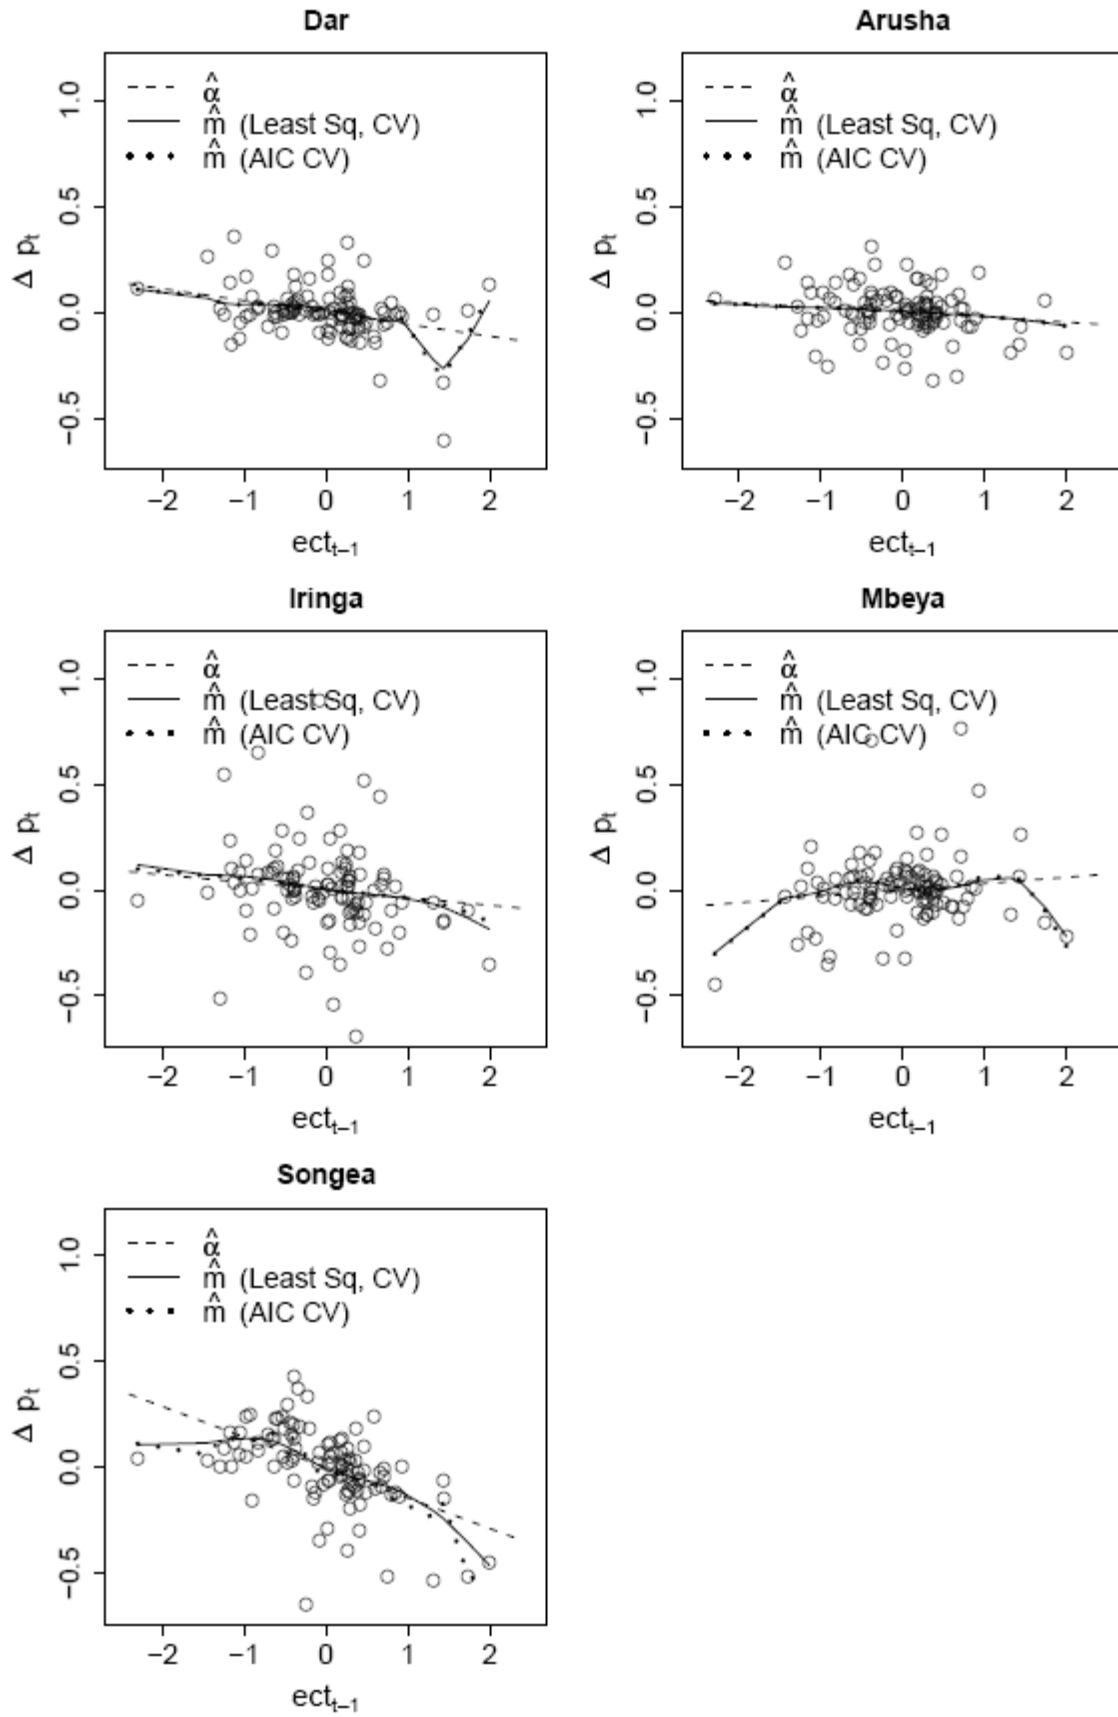 Dar
α̂
m̂ (Least Sq, CV)
m̂ (AIC CV)
Δ pt
1.0
0.5
0.0
−0.5
−2 −1 0 1 2
ectt−1
Arusha
α̂
m̂ (Least Sq, CV)
m̂ (AIC CV)
Δ pt
1.0
0.5
0.0
−0.5
−2 −1 0 1 2
ectt−1
Iringa
α̂
m̂ (Least Sq, CV)
m̂ (AIC CV)
Δ pt
1.0
0.5
0.0
−0.5
−2 −1 0 1 2
ectt−1
Mbeya
α̂
m̂ (Least Sq, CV)
m̂ (AIC CV)
Δ pt
1.0
0.5
0.0
−0.5
−2 −1 0 1 2
ectt−1
Songea
α̂
m̂ (Least Sq, CV)
m̂ (AIC CV)
Δ pt
1.0
0.5
0.0
−0.5
−2 −1 0 1 2
ectt−1